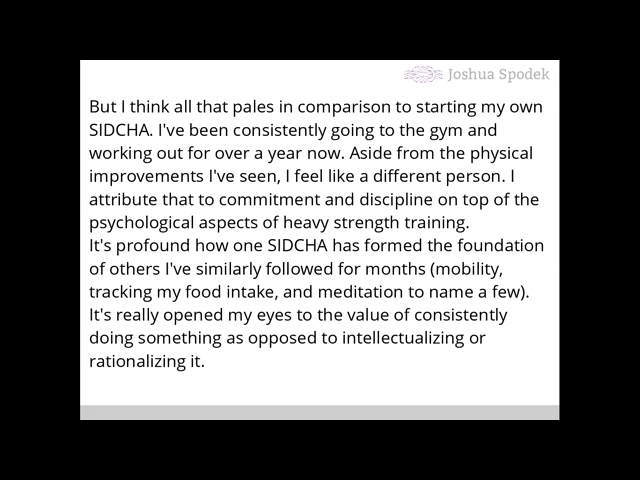 Joshua Spodek
But I think all that pales in comparison to starting my own
SIDCHA. I've been consistently going to the gym and
working out for over a year now. Aside from the physical
improvements I've seen, I feel like a different person. I
attribute that to commitment and discipline on top of the
psychological aspects of heavy strength training.
It's profound how one SIDCHA has formed the foundation
of others I've similarly followed for months (mobility,
tracking my food intake, and meditation to name a few).
It's really opened my eyes to the value of consistently
doing something as opposed to intellectualizing or
rationalizing it.